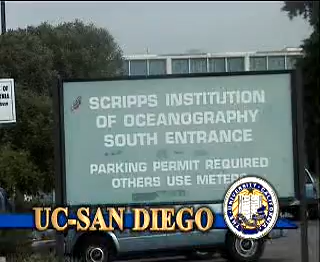 SCRIPPS INSTITUTION
OF OCEANOGRAPHY
SOUTH ENTRANCE
PARKING PERMIT REQUIRED
OTHERS USE METERS
UC-SAN DIEGO